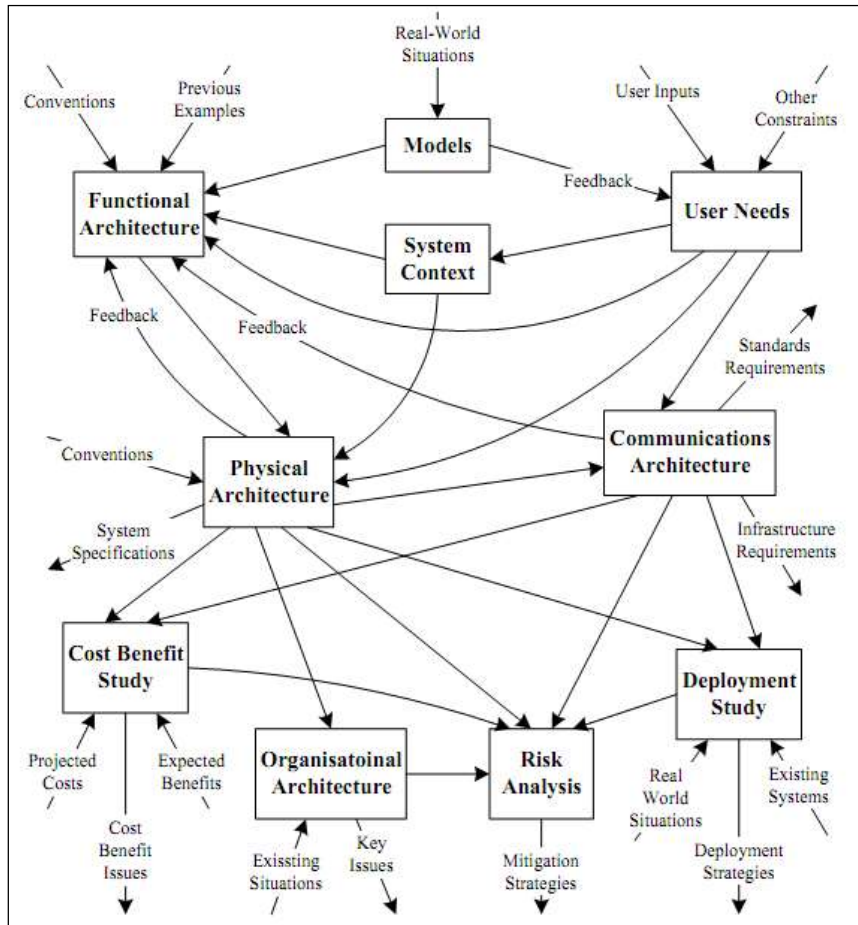 Real-World
Situations
Conventions
Previous
Examples
User Inputs
Other
Constraints
Models
Feedback
Functional
Architecture
User Needs
System
Context
Feedback
Feedback
Standards
Requirements
Conventions
Physical
Architecture
Communications
Architecture
System
Specifications
Infrastructure
Requirements
Cost Benefit
Study
Deployment
Study
Projected
Costs
Expected
Benefits
Organisatoinal
Architecture
Risk
Analysis
Real
World
Situations
Existing
Systems
Cost
Benefit
Issues
Exissting
Situations
Key
Issues
Mitigation
Strategies
Deployment
Strategies